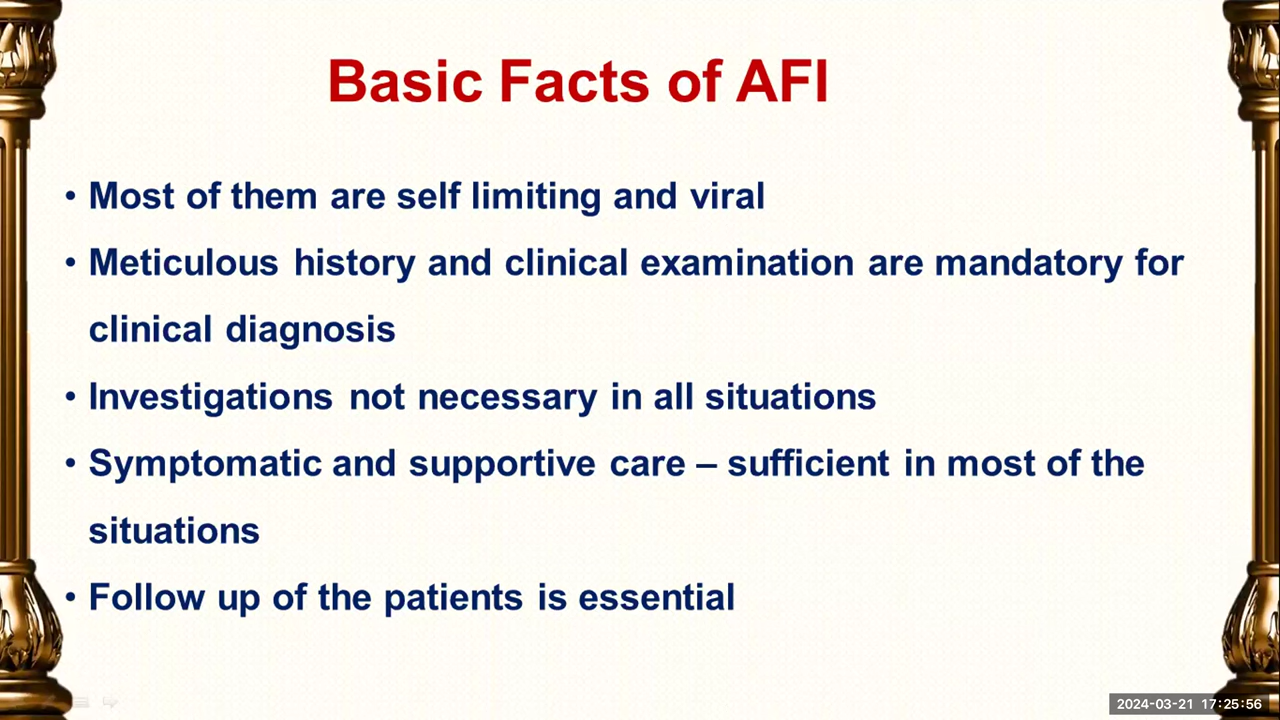 Basic Facts of AFI
• Most of them are self limiting and viral
• Meticulous history and clinical examination are mandatory for
clinical diagnosis
• Investigations not necessary in all situations
• Symptomatic and supportive care – sufficient in most of the
situations
• Follow up of the patients is essential
2024-03-21 17:25:56